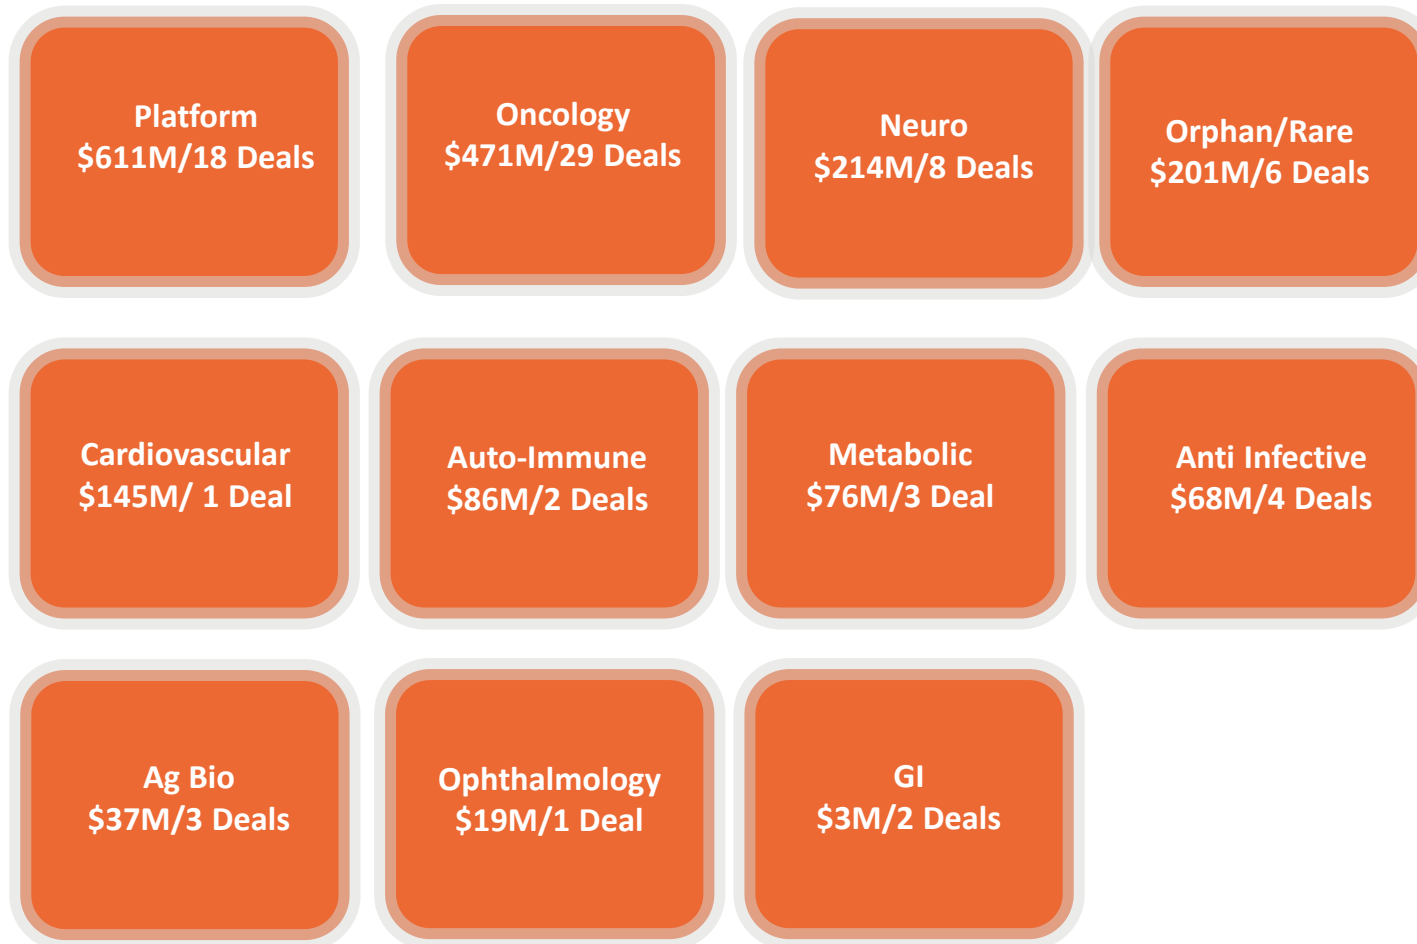 Platform
$611M/18 Deals
Oncology
$471M/29 Deals
Neuro
$214M/8 Deals
Orphan/Rare
$201M/6 Deals
Cardiovascular
$145M/ 1 Deal
Auto-Immune
$86M/2 Deals
Metabolic
$76M/3 Deal
Anti Infective
$68M/4 Deals
Ag Bio
$37M/3 Deals
Ophthalmology
$19M/1 Deal
GI
$3M/2 Deals